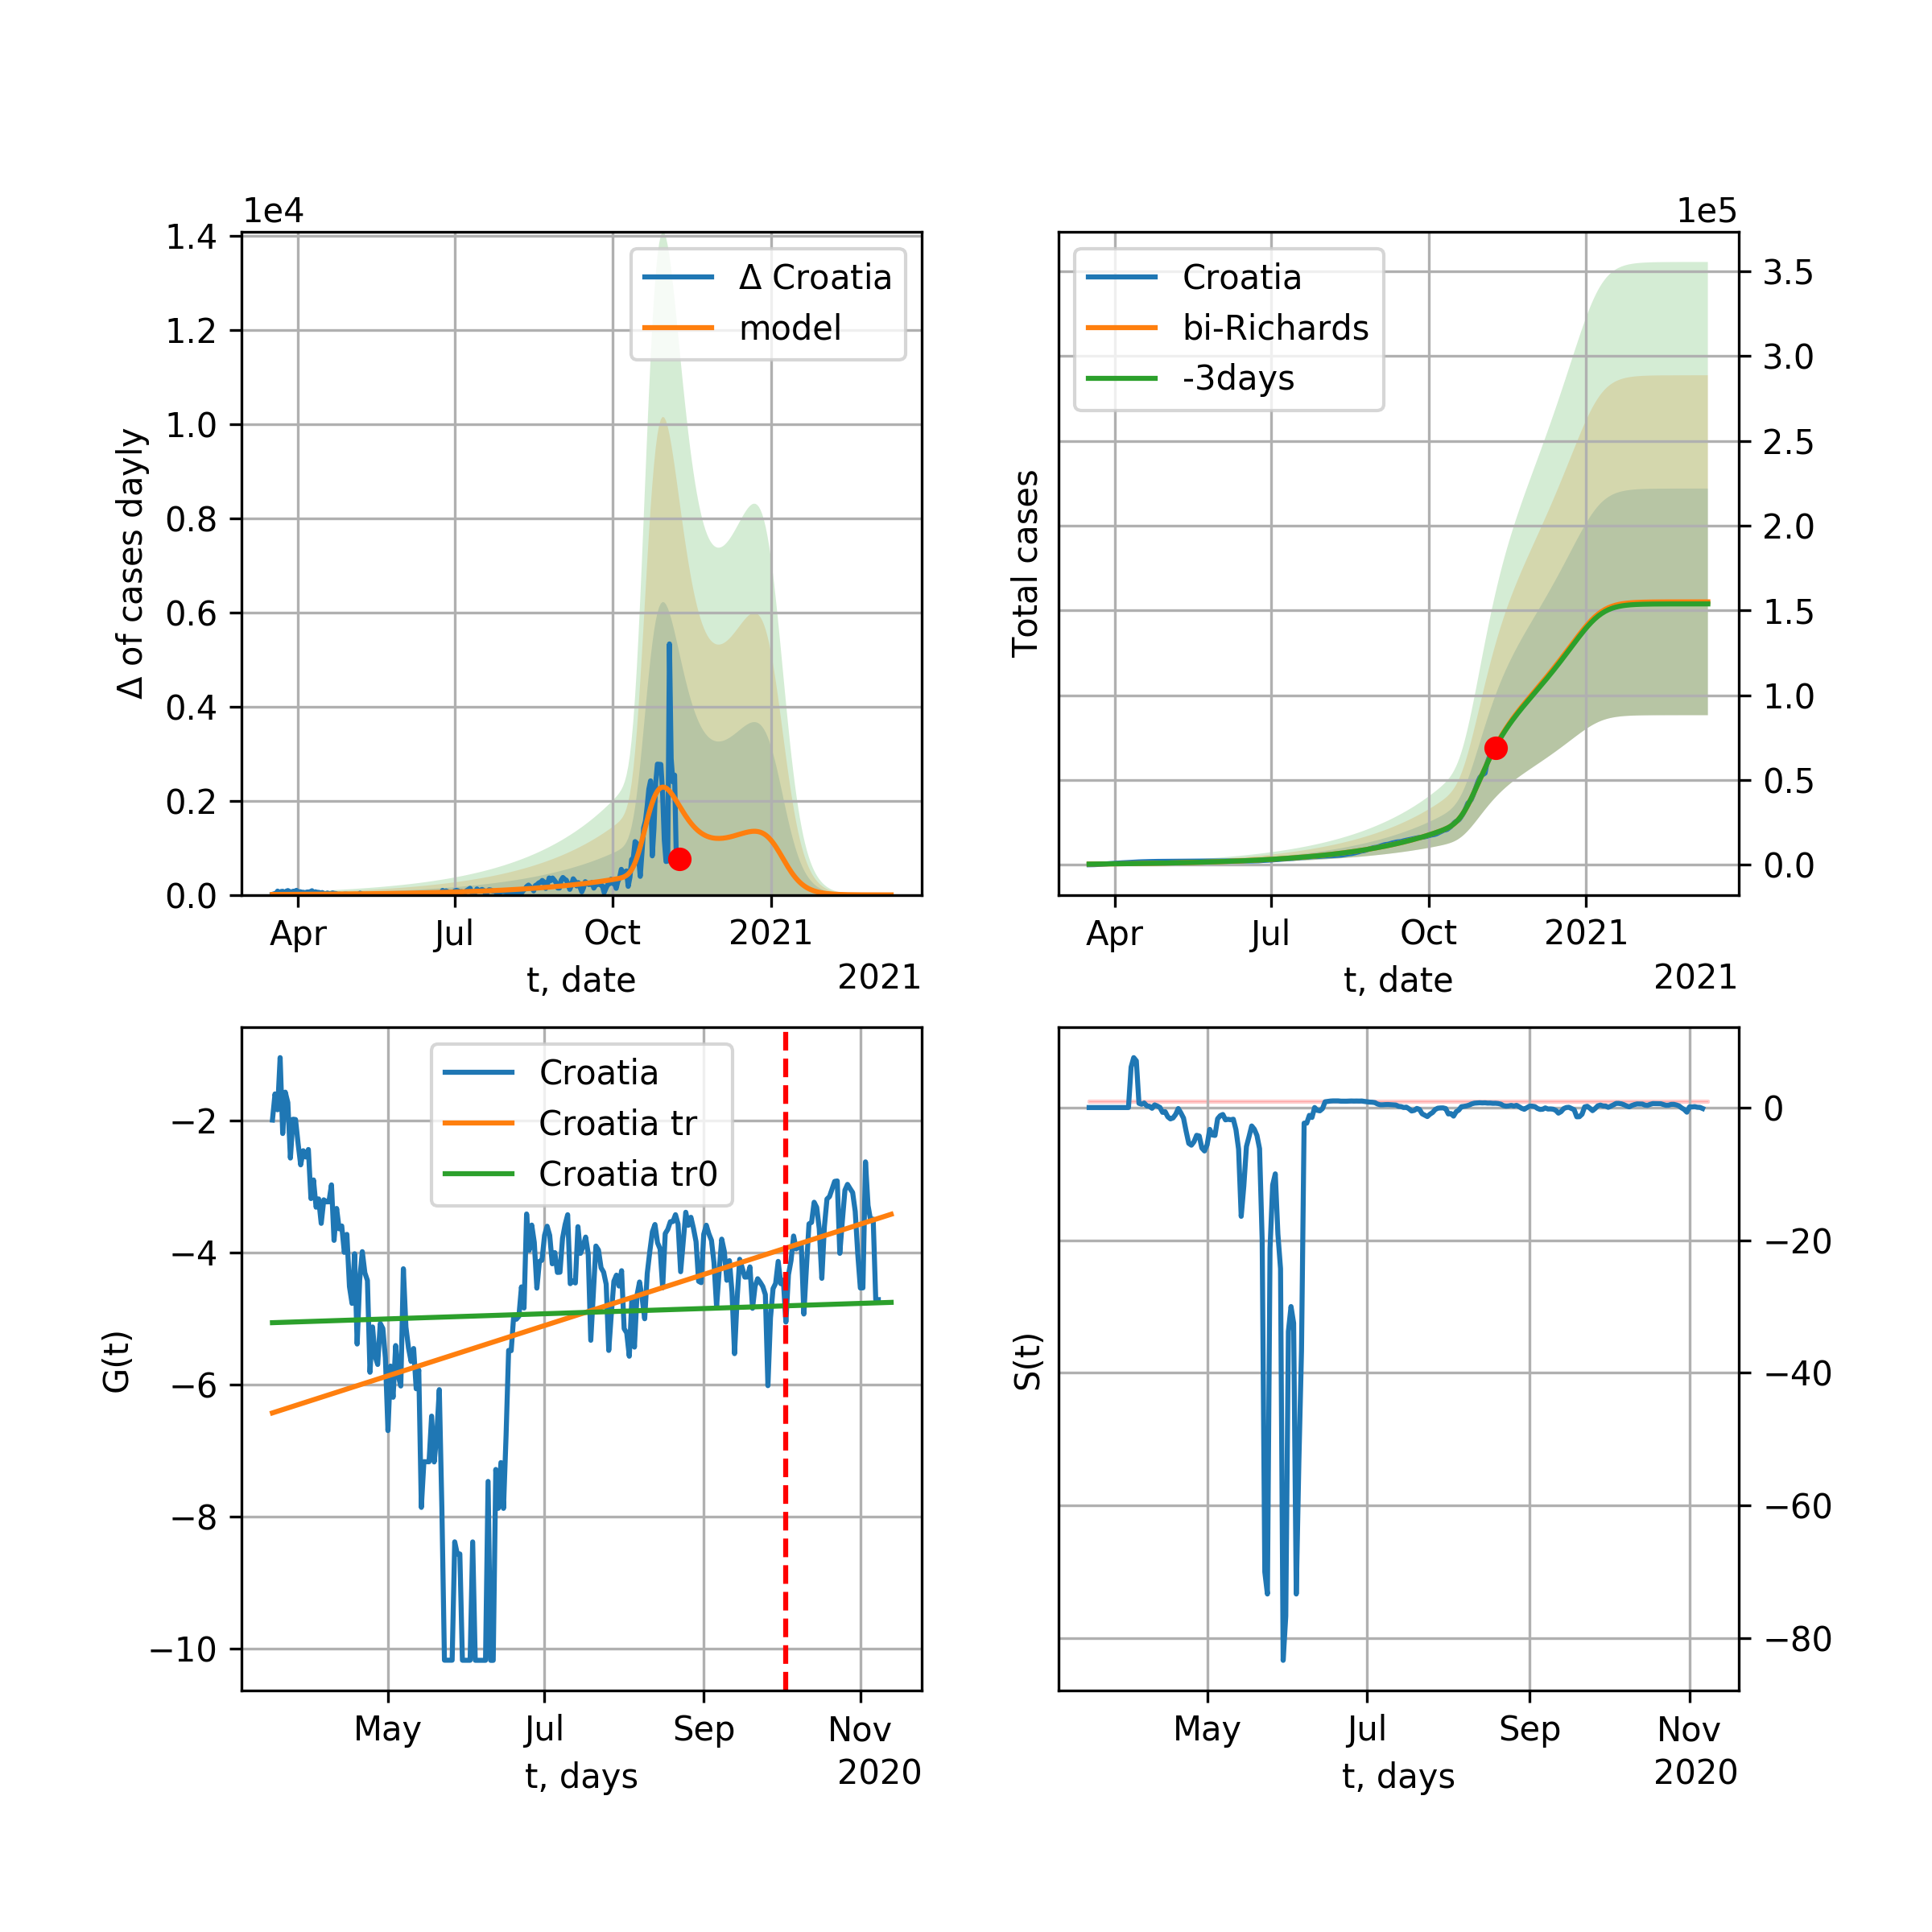 1e4
1.4
1.2
1.0
0.8
0.6
0.4
0.2
0.0
Δ of cases dayly
Δ Croatia
model
Apr Jul Oct 2021
t, date
2021
1e5
Croatia
bi-Richards
-3days
Total cases
3.5
3.0
2.5
2.0
1.5
1.0
0.5
0.0
Apr Jul Oct 2021
t, date
2021
Croatia
Croatia tr
Croatia tr0
G(t)
−2
−4
−6
−8
−10
May Jul Sep Nov
t, days
2020
S(t)
0
−20
−40
−60
−80
May Jul Sep Nov
t, days
2020